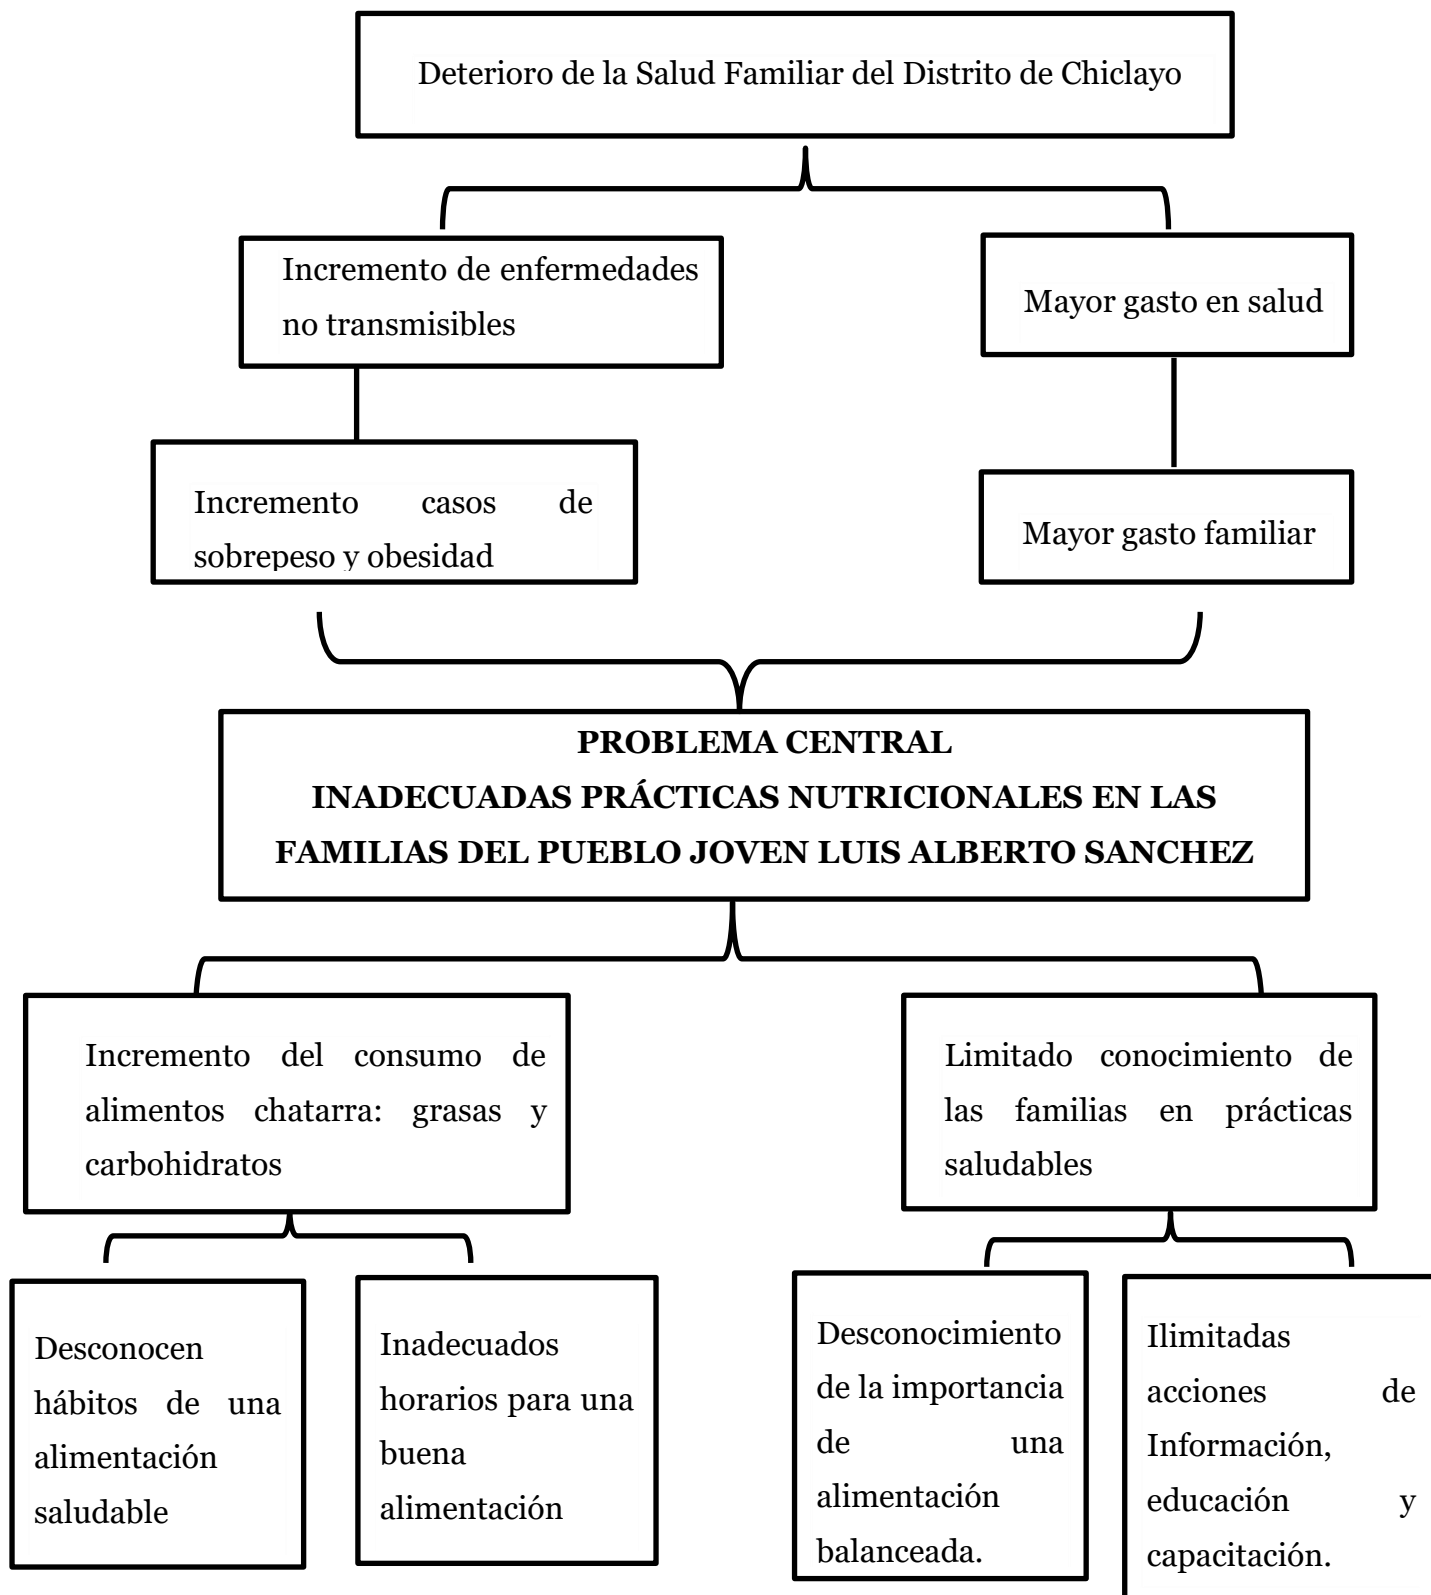 Deterioro de la Salud Familiar del Distrito de Chiclayo
Incremento de enfermedades
no transmisibles
Mayor gasto en salud
Incremento casos de
sobrepeso y obesidad
Mayor gasto familiar
PROBLEMA CENTRAL
INADECUADAS PRÁCTICAS NUTRICIONALES EN LAS
FAMILIAS DEL PUEBLO JOVEN LUIS ALBERTO SANCHEZ
Incremento del consumo de
alimentos chatarra: grasas y
carbohidratos
Limitado conocimiento de
las familias en prácticas
saludables
Desconocen
hábitos de una
alimentación
saludable
Inadecuados
horarios para una
buena
alimentación
Desconocimiento
de la importancia
de una
alimentación
balanceada.
Ilimitadas
acciones de
Información,
educación y
capacitación.